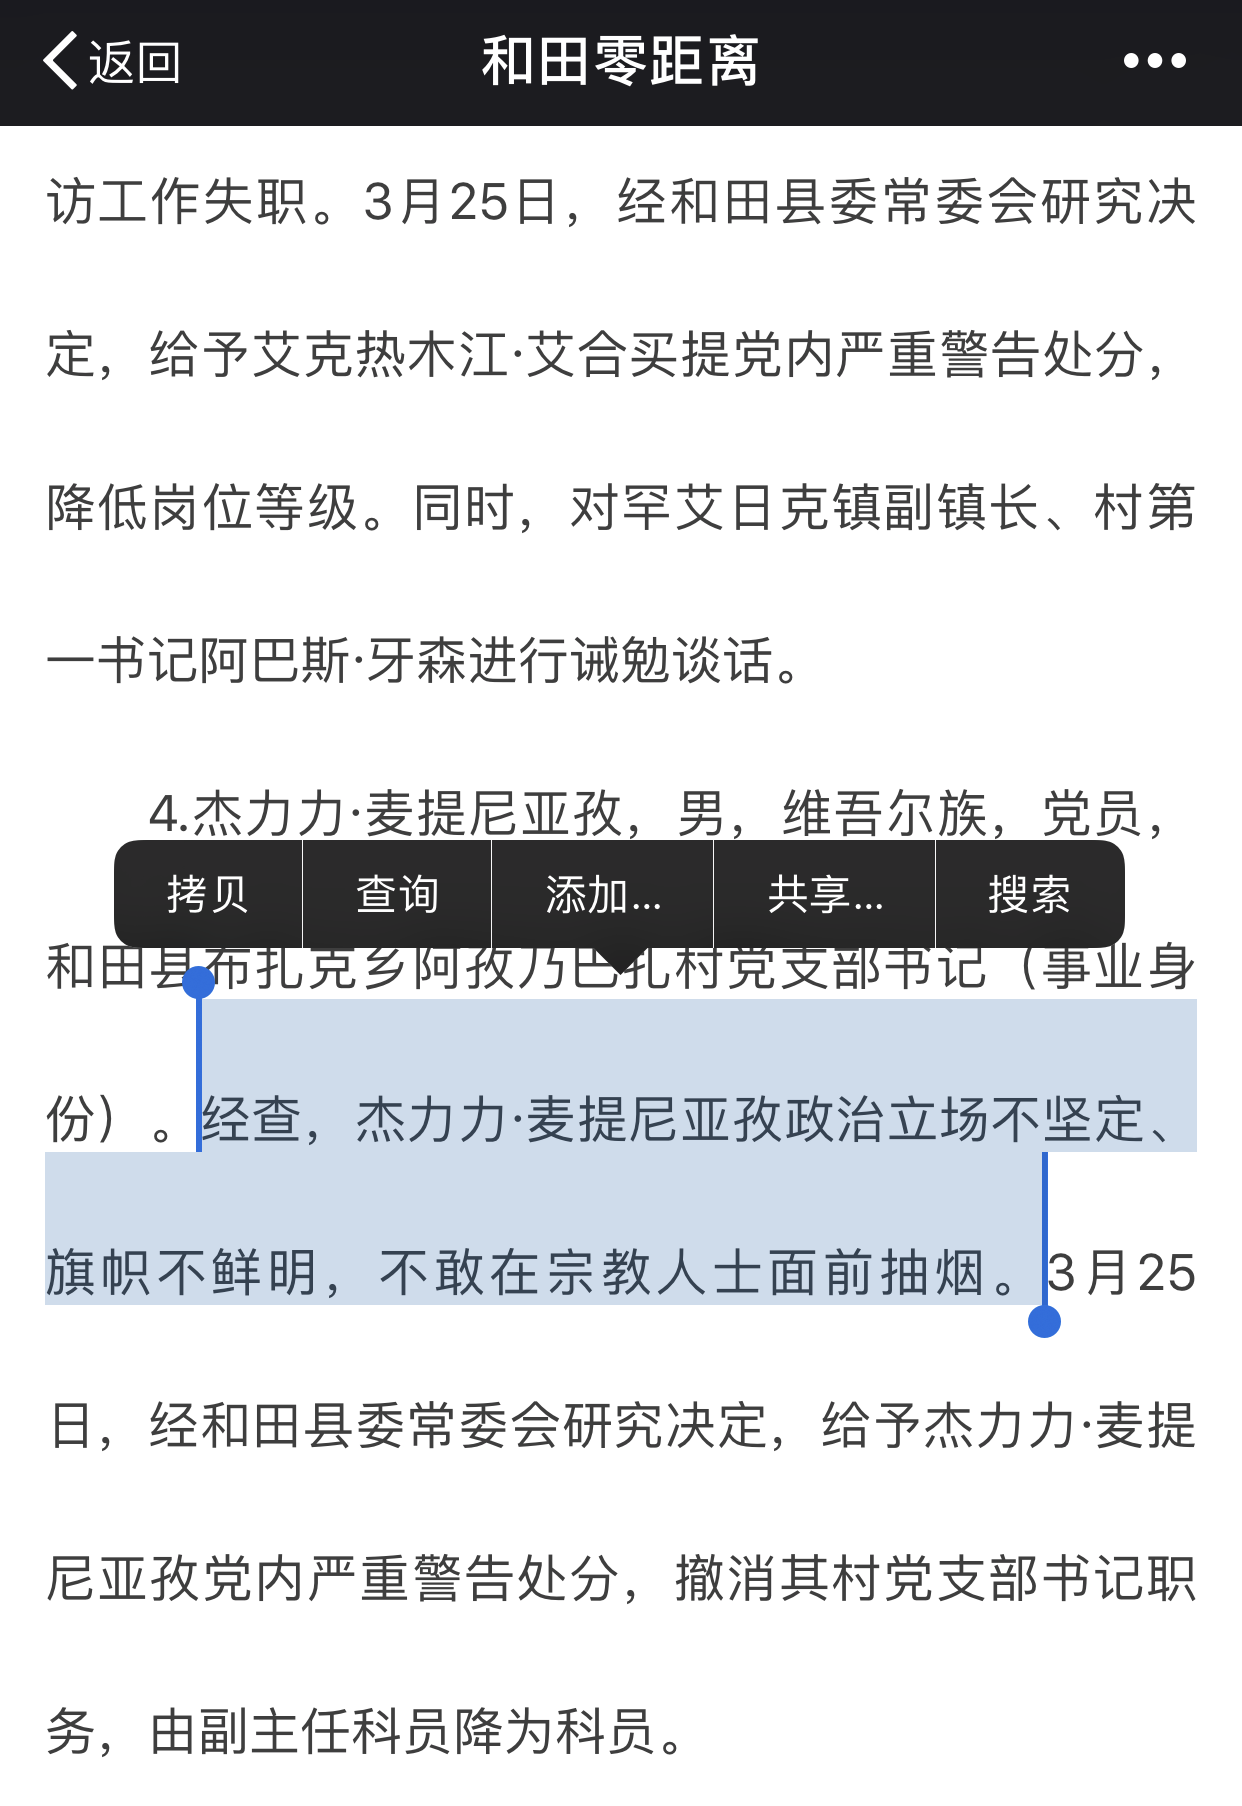 返回
和田零距离
访工作失职。3月25日，经和田县委常委会研究决
定，给予艾克热木江·艾合买提党内严重警告处分，
降低岗位等级。同时，对罕艾日克镇副镇长、村第
一书记阿巴斯·牙森进行诫勉谈话。
4.杰力力·麦提尼亚孜，男，维吾尔族，党员，
拷贝 查询 添加... 共享... 搜索
和田县布扎克乡阿孜乃巴扎村党支部书记（事业身
份）。经查，杰力力·麦提尼亚孜政治立场不坚定、
旗帜不鲜明，不敢在宗教人士面前抽烟。3月25
日，经和田县委常委会研究决定，给予杰力力·麦提
尼亚孜党内严重警告处分，撤消其村党支部书记职
务，由副主任科员降为科员。